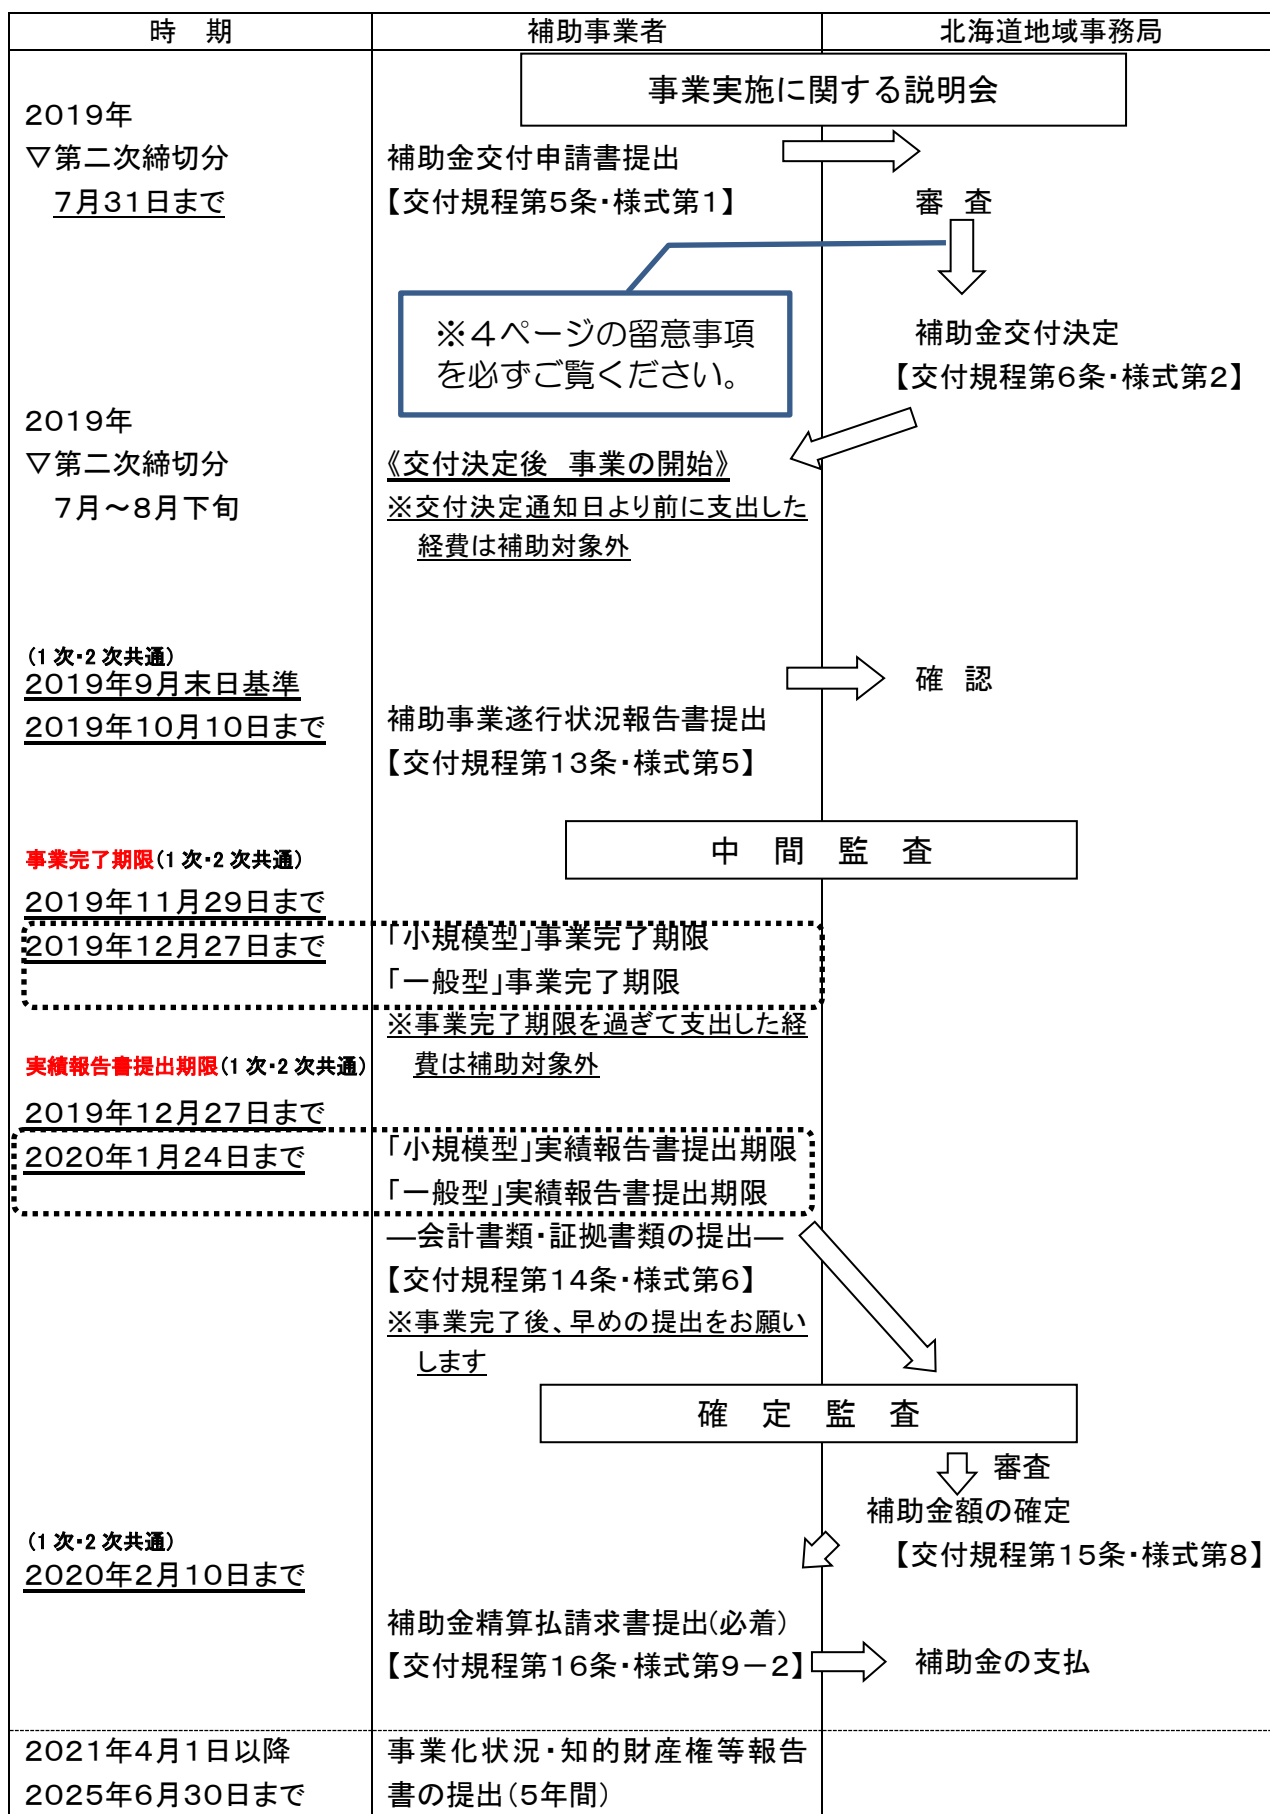 時　期
補助事業者
北海道地域事務局
事業実施に関する説明会
2019年
▽第二次締切分
7月31日まで
補助金交付申請書提出
【交付規程第5条・様式第1】
審　査
※4ページの留意事項
を必ずご覧ください。
補助金交付決定
【交付規程第6条・様式第2】
2019年
▽第二次締切分
7月～8月下旬
《交付決定後　事業の開始》
※交付決定通知日より前に支出した
経費は補助対象外
(1次・2次共通)
2019年9月末日基準
2019年10月10日まで
補助事業遂行状況報告書提出
【交付規程第13条・様式第5】
確　認
中　間　監　査
事業完了期限(1次・2次共通)
2019年11月29日まで
2019年12月27日まで
「小規模型」事業完了期限
「一般型」事業完了期限
※事業完了期限を過ぎて支出した経
費は補助対象外
実績報告書提出期限(1次・2次共通)
2019年12月27日まで
2020年1月24日まで
「小規模型」実績報告書提出期限
「一般型」実績報告書提出期限
―会計書類・証拠書類の提出―
【交付規程第14条・様式第6】
※事業完了後、早めの提出をお願い
します
確　定　監　査
審査
補助金額の確定
【交付規程第15条・様式第8】
(1次・2次共通)
2020年2月10日まで
補助金精算払請求書提出(必着)
【交付規程第16条・様式第9－2】
補助金の支払
2021年4月1日以降
2025年6月30日まで
事業化状況・知的財産権等報告
書の提出(5年間)